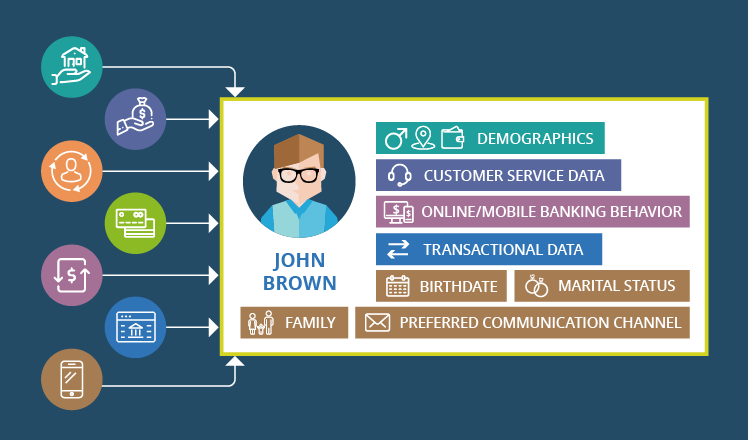 DEMOGRAPHICS
CUSTOMER SERVICE DATA
ONLINE/MOBILE BANKING BEHAVIOR
TRANSACTIONAL DATA
JOHN
BROWN
BIRTHDATE
MARITAL STATUS
FAMILY
PREFERRED COMMUNICATION CHANNEL